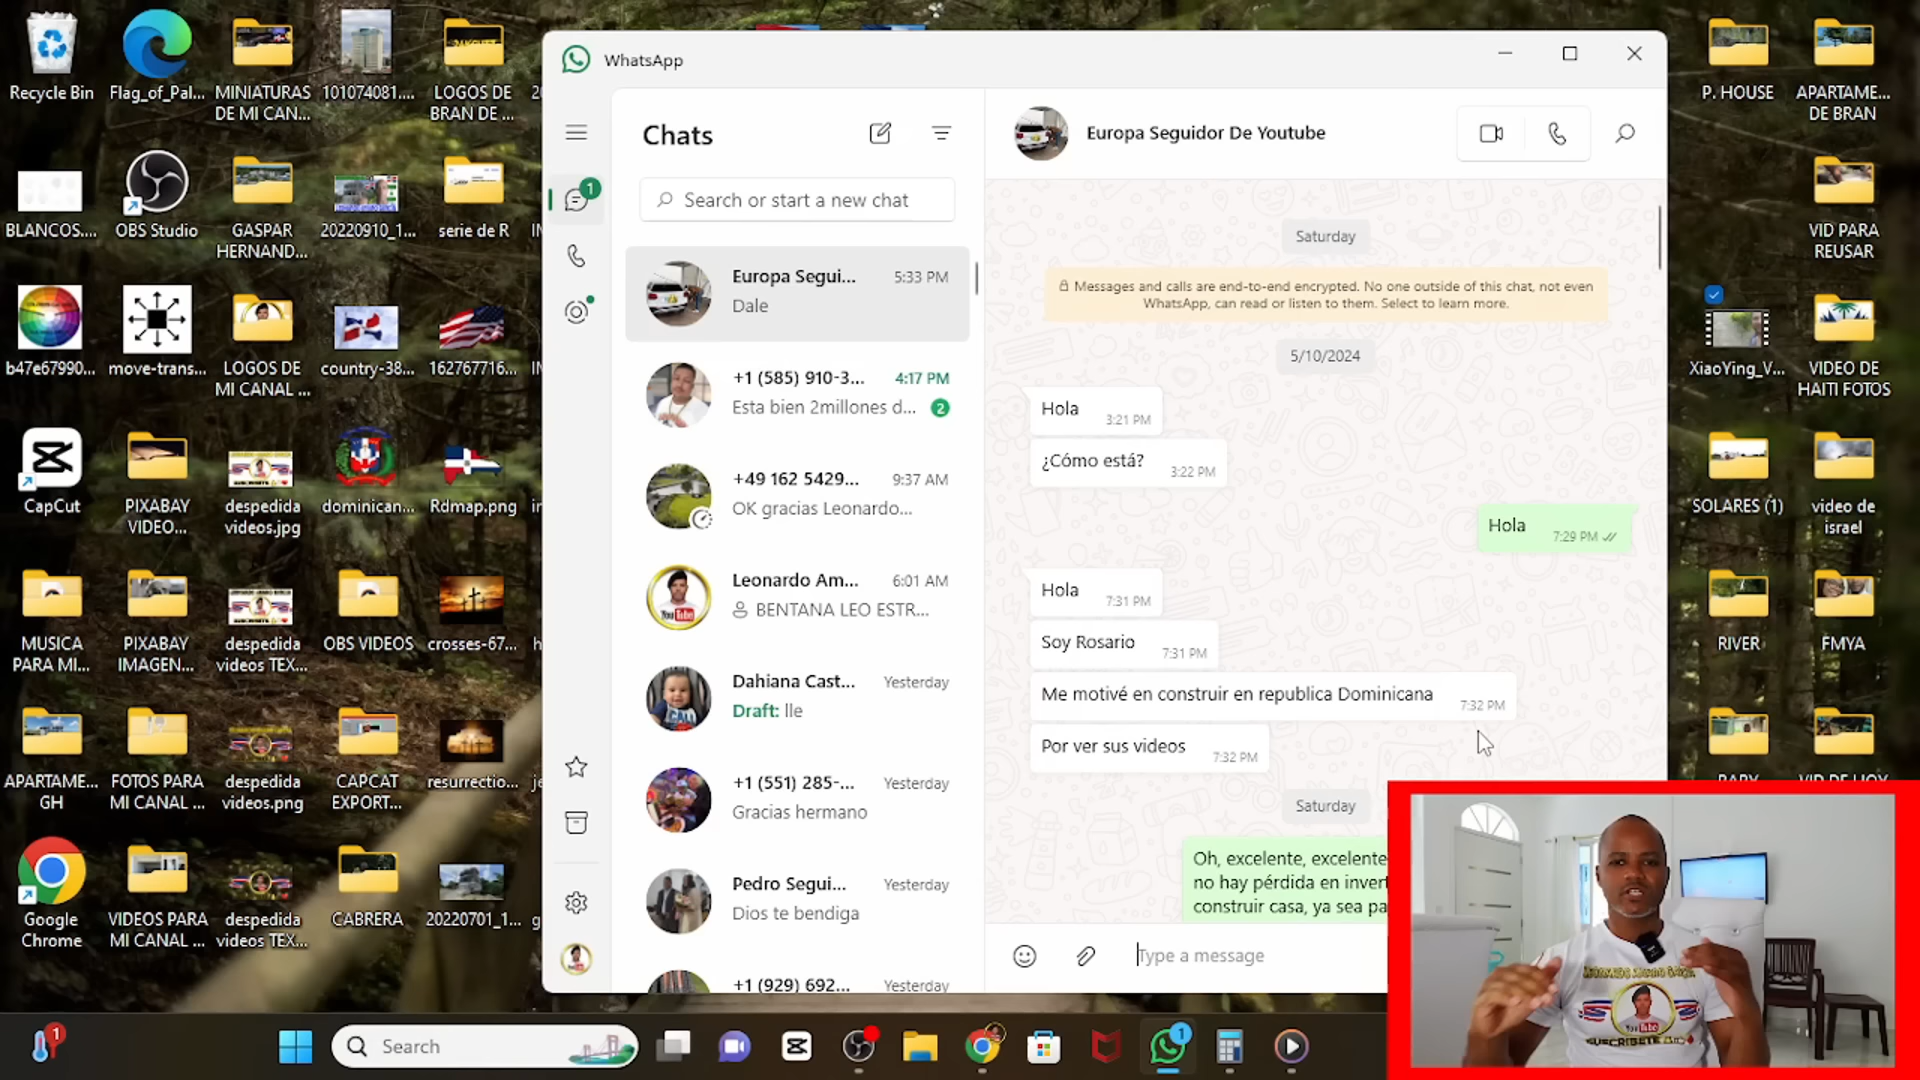 Recycle Bin
Flag_of_Pal...
MINIATURAS
DE MI CAN...
101074081....
LOGOS DE
BRAN DE ...
BLANCOS....
OBS Studio
GASPAR
HERNAND...
20220910_1...
serie de R
b47e67990...
move-trans...
LOGOS DE
MI CANAL ...
country-38...
162767716...
CapCut
PIXABAY
VIDEO...
despedida
videos.jpg
dominican...
Rdmap.png
MUSICA
PARA MI...
PIXABAY
IMAGEN...
despedida
videos TEX...
OBS VIDEOS
crosses-67...
APARTAME...
GH
FOTOS PARA
MI CANAL ...
despedida
videos.png
CAPCAT
EXPORT...
resurrectio...
Google
Chrome
VIDEOS PARA
MI CANAL ...
despedida
videos TEX...
CABRERA
20220701_1...
WhatsApp
1
Chats
Search or start a new chat
Europa Segui...
5:33 PM
Dale
+1 (585) 910-3...
4:17 PM
Esta bien 2millones d...
2
+49 162 5429...
9:37 AM
OK gracias Leonardo...
Leonardo Am...
6:01 AM
BENTANA LEO ESTR...
Dahiana Cast...
Yesterday
Draft: lle
+1 (551) 285-...
Yesterday
Gracias hermano
Pedro Segui...
Yesterday
Dios te bendiga
+1 (929) 692...
Yesterday
Europa Seguidor De Youtube
Saturday
Messages and calls are end-to-end encrypted. No one outside of this chat, not even
WhatsApp, can read or listen to them. Select to learn more.
5/10/2024
Hola
3:21 PM
¿Cómo está?
3:22 PM
Hola
7:29 PM
Hola
7:31 PM
Soy Rosario
7:31 PM
Me motivé en construir en republica Dominicana
7:32 PM
Por ver sus videos
7:32 PM
Saturday
Oh, excelente, excelente
no hay pérdida en inver
construir casa, ya sea pa
Type a message
P. HOUSE
APARTAME...
DE BRAN
VID PARA
REUSAR
XiaoYing_V...
VIDEO DE
HAITI FOTOS
SOLARES (1)
video de
israel
RIVER
FMYA
BABY
VID DE HOY
YouTube
SUSCRIBETE
1
Search
1